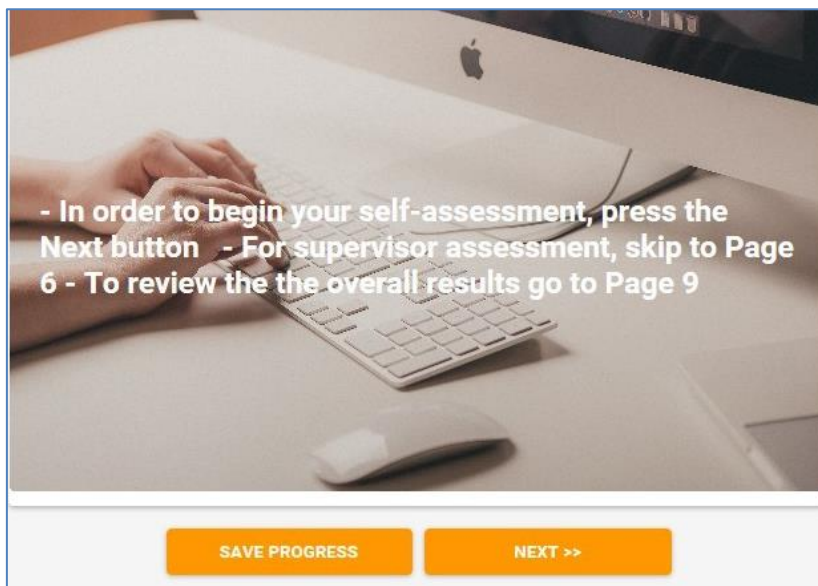 - In order to begin your self-assessment, press the
Next button - For supervisor assessment, skip to Page
6 - To review the the overall results go to Page 9
SAVE PROGRESS
NEXT >>